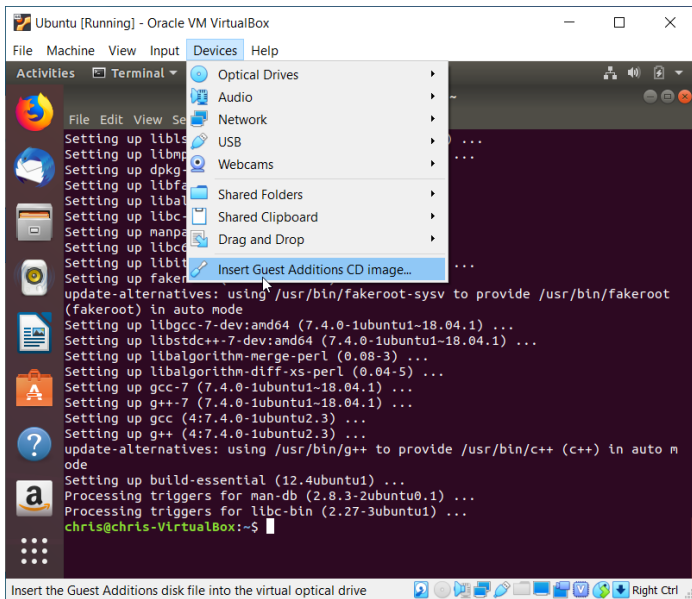 Ubuntu [Running] - Oracle VM VirtualBox
File Machine View Input Devices Help
Activities Terminal
Optical Drives
Audio
Network
USB
Webcams
Shared Folders
Shared Clipboard
Drag and Drop
Insert Guest Additions CD image...
~
File Edit View Se
Setting up libls ) ...
Setting up libmp ...
Setting up dpkg-
Setting up libfa
Setting up libal
Setting up libc-
Setting up manpa
Setting up libcc
Setting up libit ...
Setting up faker
update-alternatives: using /usr/bin/fakeroot-sysv to provide /usr/bin/fakeroot
(fakeroot) in auto mode
Setting up libgcc-7-dev:amd64 (7.4.0-1ubuntu1~18.04.1) ...
Setting up libstdc++-7-dev:amd64 (7.4.0-1ubuntu1~18.04.1) ...
Setting up libalgorithm-merge-perl (0.08-3) ...
Setting up libalgorithm-diff-xs-perl (0.04-5) ...
Setting up gcc-7 (7.4.0-1ubuntu1~18.04.1) ...
Setting up g++-7 (7.4.0-1ubuntu1~18.04.1) ...
Setting up gcc (4:7.4.0-1ubuntu2.3) ...
Setting up g++ (4:7.4.0-1ubuntu2.3) ...
update-alternatives: using /usr/bin/g++ to provide /usr/bin/c++ (c++) in auto m
ode
Setting up build-essential (12.4ubuntu1) ...
Processing triggers for man-db (2.8.3-2ubuntu0.1) ...
Processing triggers for libc-bin (2.27-3ubuntu1) ...
chris@chris-VirtualBox:~$
Insert the Guest Additions disk file into the virtual optical drive
Right Ctrl